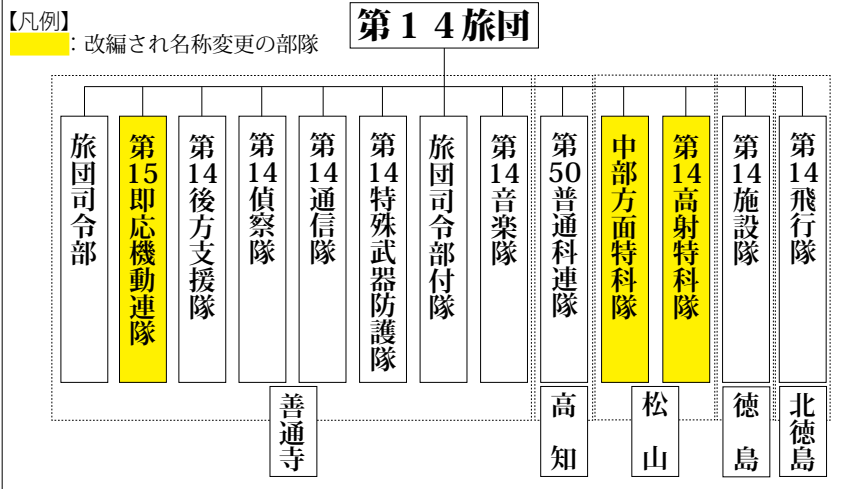 【凡例】
：改編され名称変更の部隊
第１４旅団
旅団司令部
第15即応機動連隊
第14後方支援隊
第14偵察隊
第14通信隊
第14特殊武器防護隊
旅団司令部付隊
第14音楽隊
第50普通科連隊
中部方面特科隊
第14高射特科隊
第14施設隊
第14飛行隊
善通寺
高知
松山
徳島
北徳島